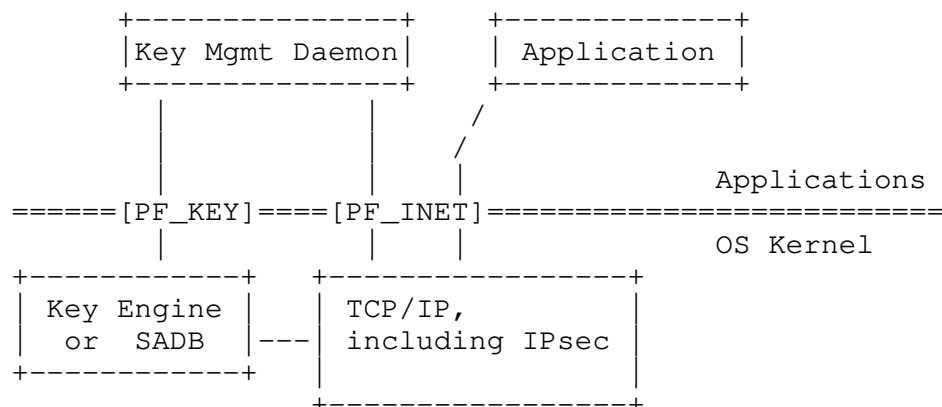 Key Mgmt Daemon Application
Applications
======[PF_KEY]====[PF_INET]==========================
OS Kernel
Key Engine TCP/IP,
or SADB including IPsec